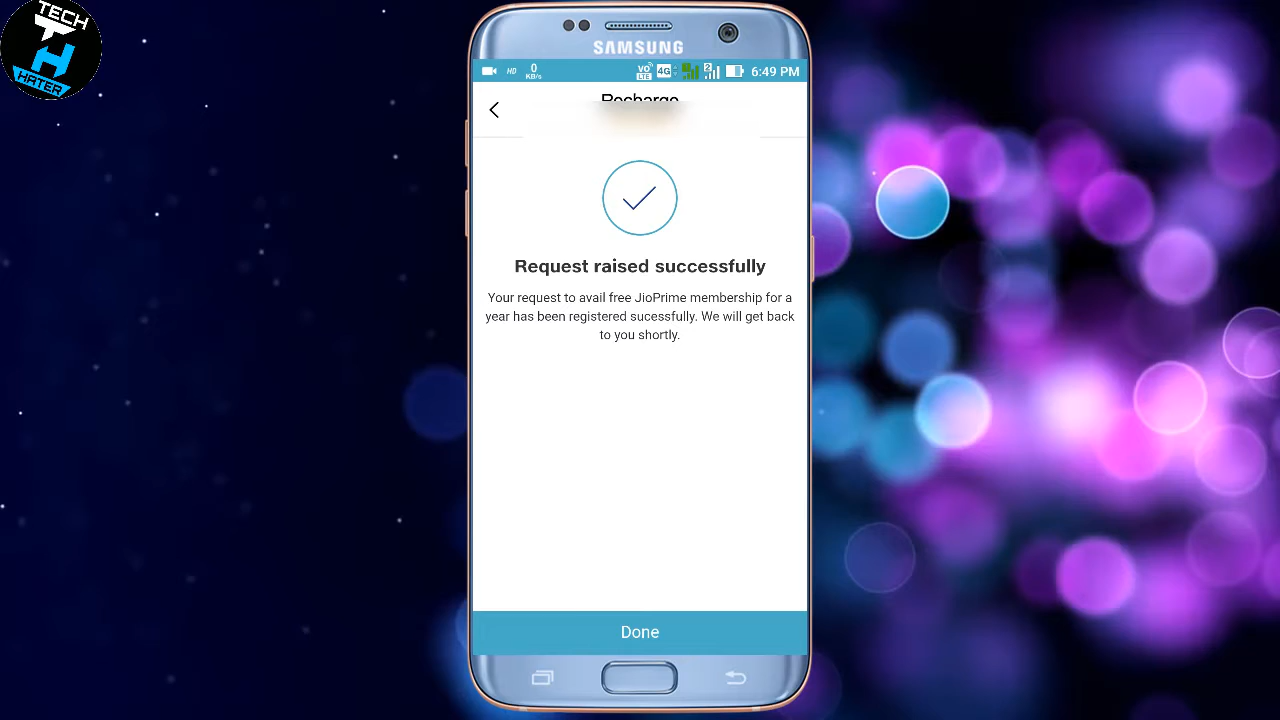 TECH
HATER
SAMSUNG
HD
0
KB/s
VO
LTE
4G
2
6:49 PM
Recharge
Request raised successfully
Your request to avail free JioPrime membership for a
year has been registered sucessfully. We will get back
to you shortly.
Done